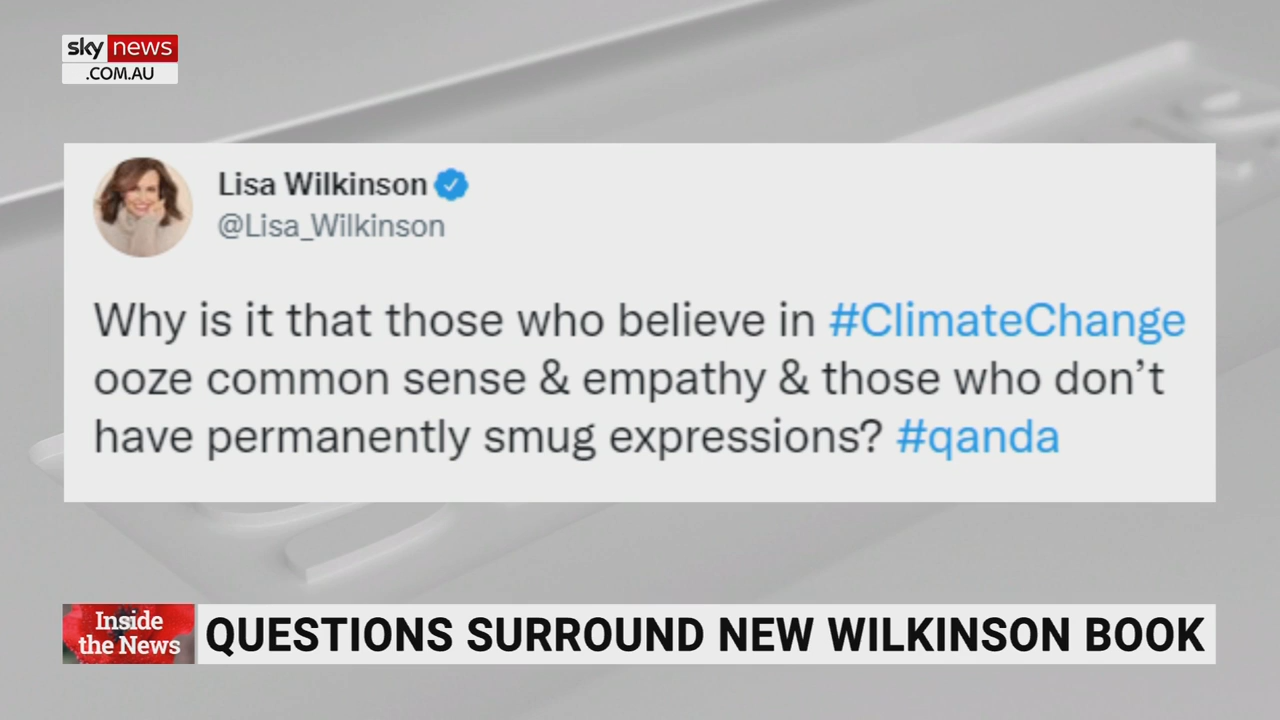 sky news
.COM.AU
Lisa Wilkinson
@Lisa_Wilkinson
Why is it that those who believe in #ClimateChange
ooze common sense & empathy & those who don’t
have permanently smug expressions? #qanda
Inside
the News
QUESTIONS SURROUND NEW WILKINSON BOOK